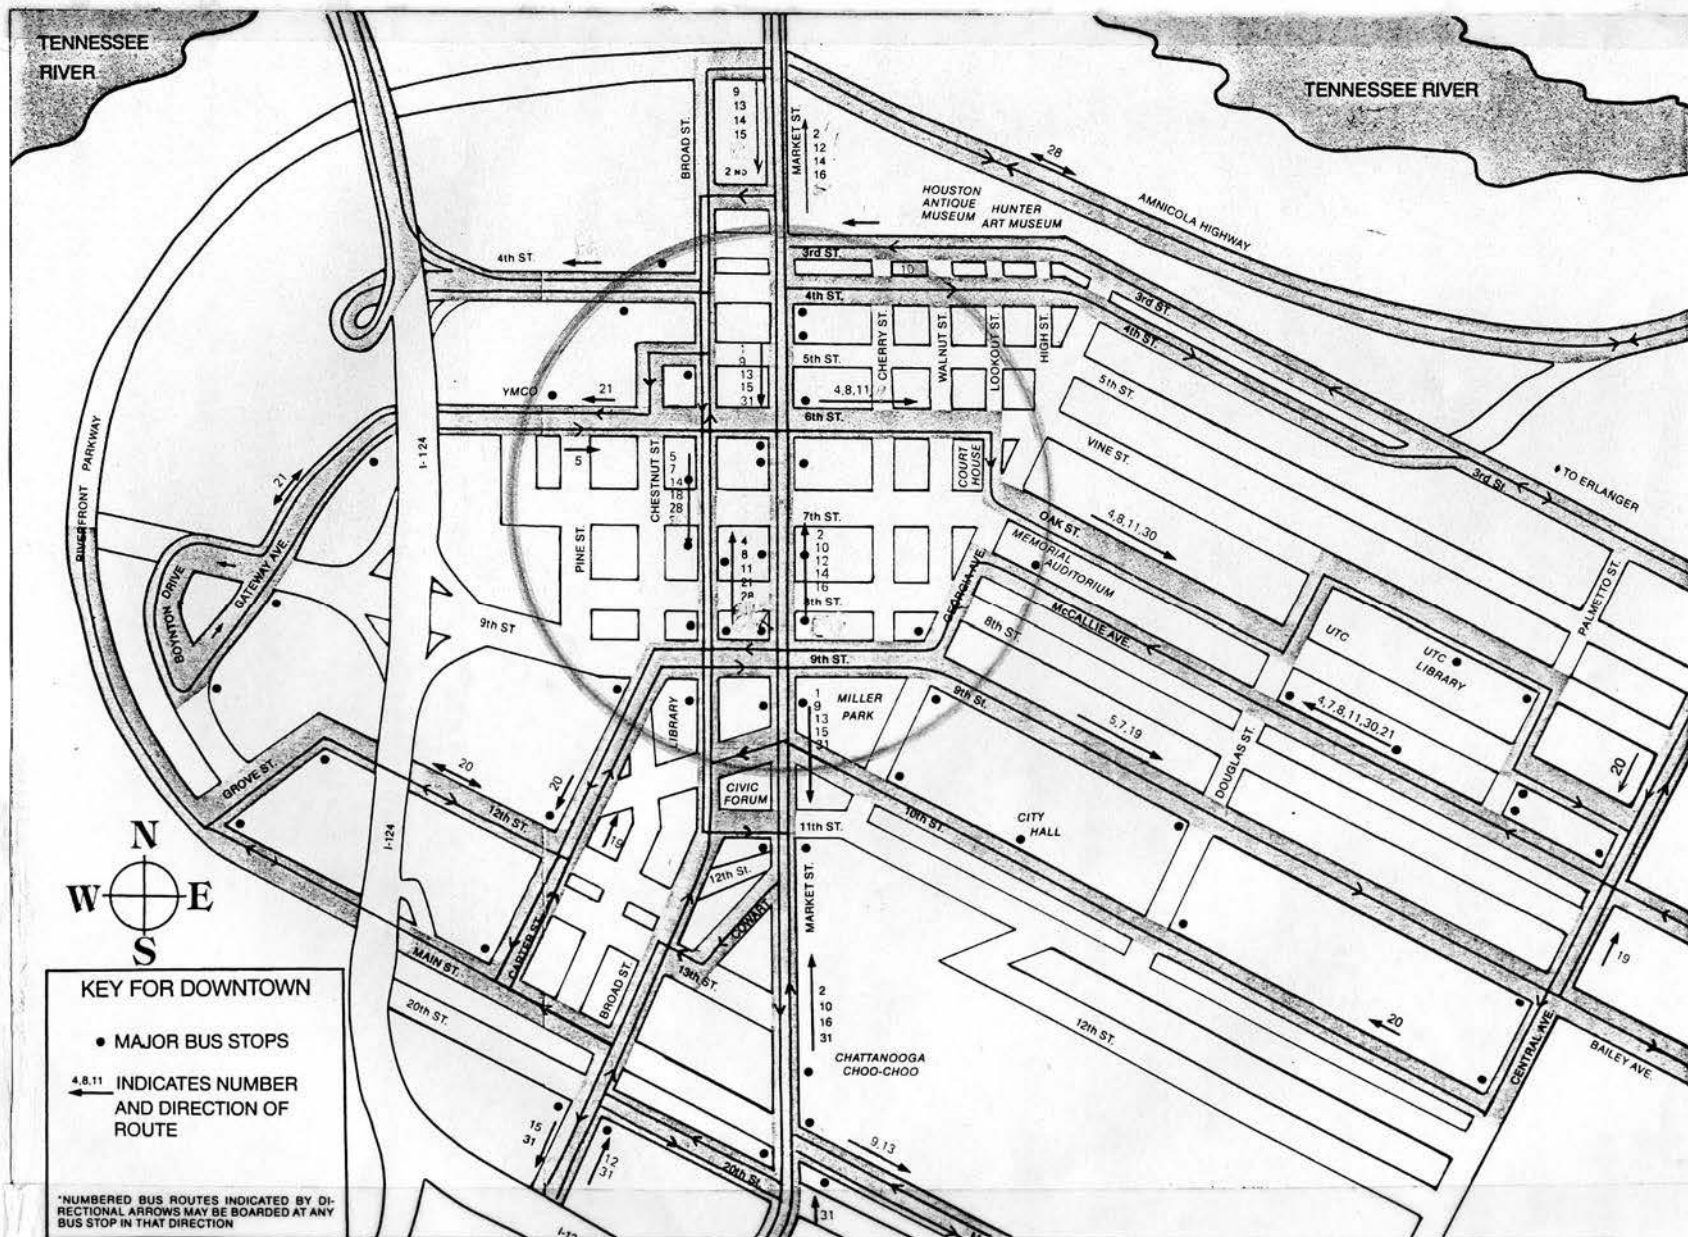 TENNESSEE
RIVER
TENNESSEE RIVER
9
13
14
15
2 ND
BROAD ST.
MARKET ST.
2
12
14
16
28
AMNICOLA HIGHWAY
HOUSTON
ANTIQUE
MUSEUM
HUNTER
ART MUSEUM
4th ST.
3rd ST.
10
4th ST.
3rd ST.
4th ST.
CHERRY ST.
WALNUT ST.
LOOKOUT ST.
HIGH ST.
5th ST.
5th ST.
9
13
15
31
4,8,11
YMCO
21
6th ST.
RIVERFRONT PARKWAY
I-124
21
5
CHESTNUT ST.
5
7
14
18
28
COURT
HOUSE
VINE ST.
3rd St.
TO ERLANGER
7th ST.
OAK ST.
4,8,11,30
PINE ST.
4
8
11
21
28
2
10
12
14
16
8th ST.
MEMORIAL
AUDITORIUM
GEORGIA AVE.
BOYNTON DRIVE
GATEWAY AVE.
9th ST
McCALLIE AVE.
8th ST.
PALMETTO ST.
UTC
UTC
LIBRARY
9th ST.
LIBRARY
1
9
13
15
31
MILLER
PARK
9th St.
4,7,8,11,30,21
5,7,19
DOUGLAS ST.
20
GROVE ST.
20
20
12th ST.
CIVIC
FORUM
11th ST.
10th ST.
CITY
HALL
I-124
19
12th St.
N
W
E
S
MARKET ST.
COWART
CARTER ST.
MAIN ST.
13th ST.
BROAD ST.
20th ST.
19
2
10
16
31
20
12th ST.
CENTRAL AVE.
BAILEY AVE.
CHATTANOOGA
CHOO-CHOO
KEY FOR DOWNTOWN
MAJOR BUS STOPS
4,8,11 INDICATES NUMBER
AND DIRECTION OF
ROUTE
15
31
12
31
20th St.
9,13
31
*NUMBERED BUS ROUTES INDICATED BY DI-
RECTIONAL ARROWS MAY BE BOARDED AT ANY
BUS STOP IN THAT DIRECTION